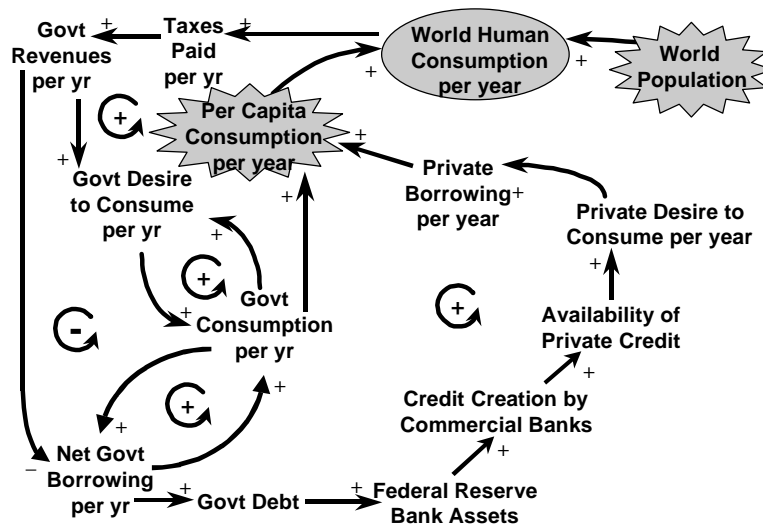 Govt
Revenues
per yr
Taxes
Paid
per yr
World Human
Consumption
per year
World
Population
Per Capita
Consumption
per year
Govt Desire
to Consume
per yr
Private
Borrowing
per year
Private Desire to
Consume per year
Govt
Consumption
per yr
Availability of
Private Credit
Credit Creation by
Commercial Banks
Net Govt
Borrowing
per yr
Govt Debt
Federal Reserve
Bank Assets
+
+
+
+
+
+
+
+
+
+
+
+
+
+
-
+
+
+
+
+
+
−
+
+
+